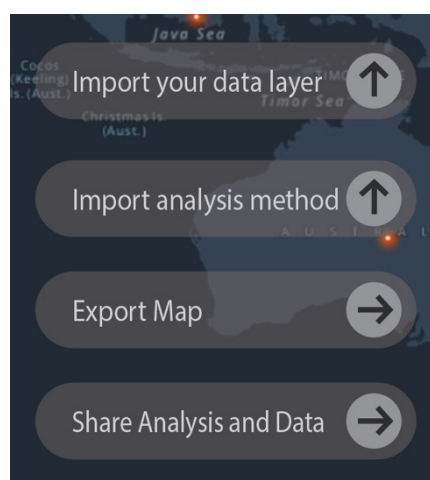 Java Sea
Cocos
(Keeling)
Is. (Aust.)
Import your data layer
Timor Sea
Christmas Is.
(Aust.)
Import analysis method
A U S T R A L
Export Map
Share Analysis and Data